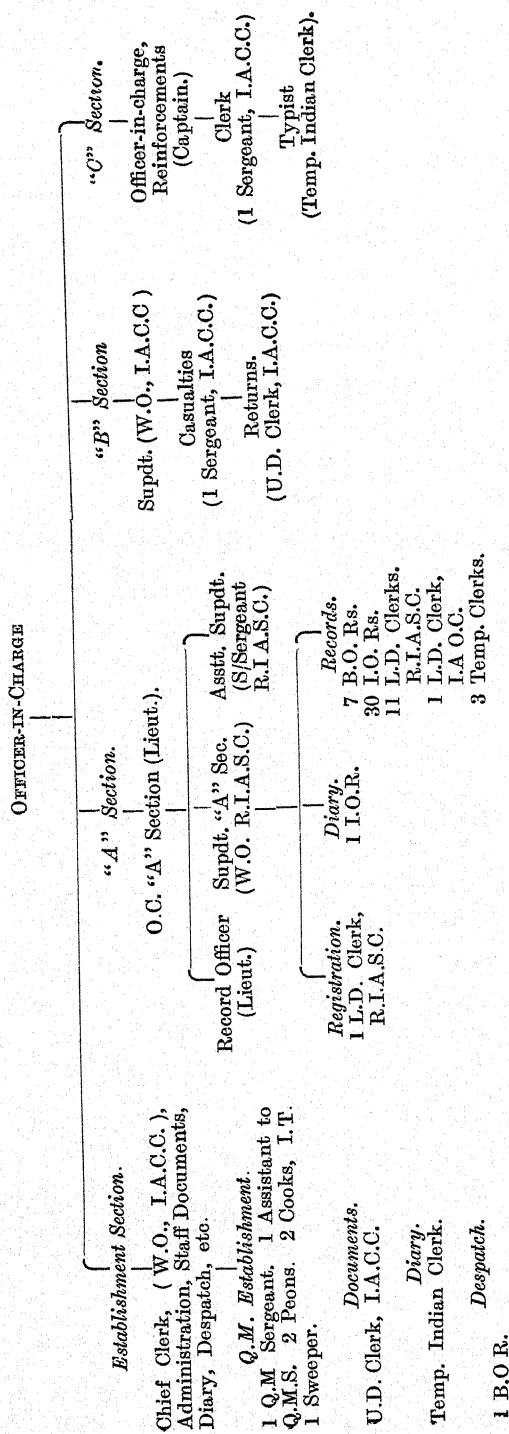 OFFICER-IN-CHARGE
Establishment Section.
Chief Clerk, ( W.O., I.A.C.C. ),
Administration, Staff Documents,
Diary, Despatch, etc.
Q.M. Establishment.
1 Q.M Sergeant. 1 Assistant to
Q.M.S. 2 Peons. 2 Cooks, I.T.
1 Sweeper.
Documents.
U.D. Clerk, I.A.C.C.
Diary.
Temp. Indian Clerk.
Despatch.
1 B.O R.
"A" Section.
O.C. "A" Section (Lieut.).
Record Officer
(Lieut.)
Supdt. "A" Sec.
(W.O. R.I.A.S.C.)
Asstt. Supdt.
(S/Sergeant
R.I A.S.C.)
Registration.
1 L.D. Clerk,
R.I.A.S.C.
Diary.
1 I.O.R.
Records.
7 B.O. Rs.
30 I.O. Rs.
11 L.D. Clerks.
R.I.A.S.C.
1 L.D. Clerk,
I.A O.C.
3 Temp. Clerks.
"B" Section
Supdt. (W.O., I.A.C.C )
Casualties
(1 Sergeant, I.A.C.C.)
Returns.
(U.D. Clerk, I.A.C.C.)
"C" Section.
Officer-in-charge,
Reinforcements
(Captain.)
Clerk
(1 Sergeant, I.A.C.C.)
Typist
(Temp. Indian Clerk).